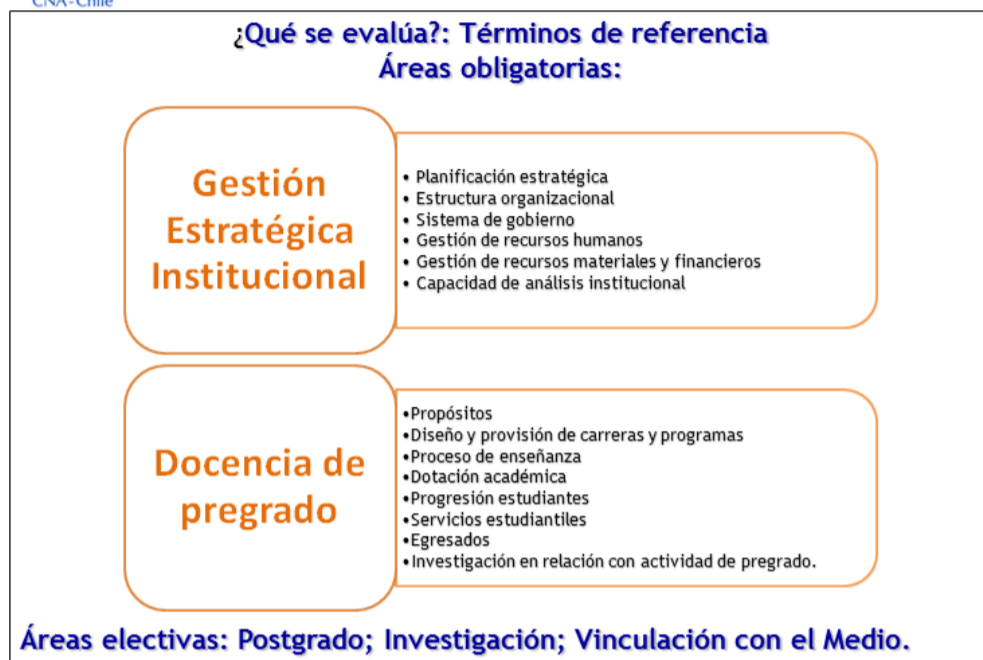 CNA-Chile
¿Qué se evalúa?: Términos de referencia
Áreas obligatorias:
Gestión
Estratégica
Institucional
• Planificación estratégica
• Estructura organizacional
• Sistema de gobierno
• Gestión de recursos humanos
• Gestión de recursos materiales y financieros
• Capacidad de análisis institucional
Docencia de
pregrado
•Propósitos
•Diseño y provisión de carreras y programas
•Proceso de enseñanza
•Dotación académica
•Progresión estudiantes
•Servicios estudiantiles
•Egresados
•Investigación en relación con actividad de pregrado.
Áreas electivas: Postgrado; Investigación; Vinculación con el Medio.